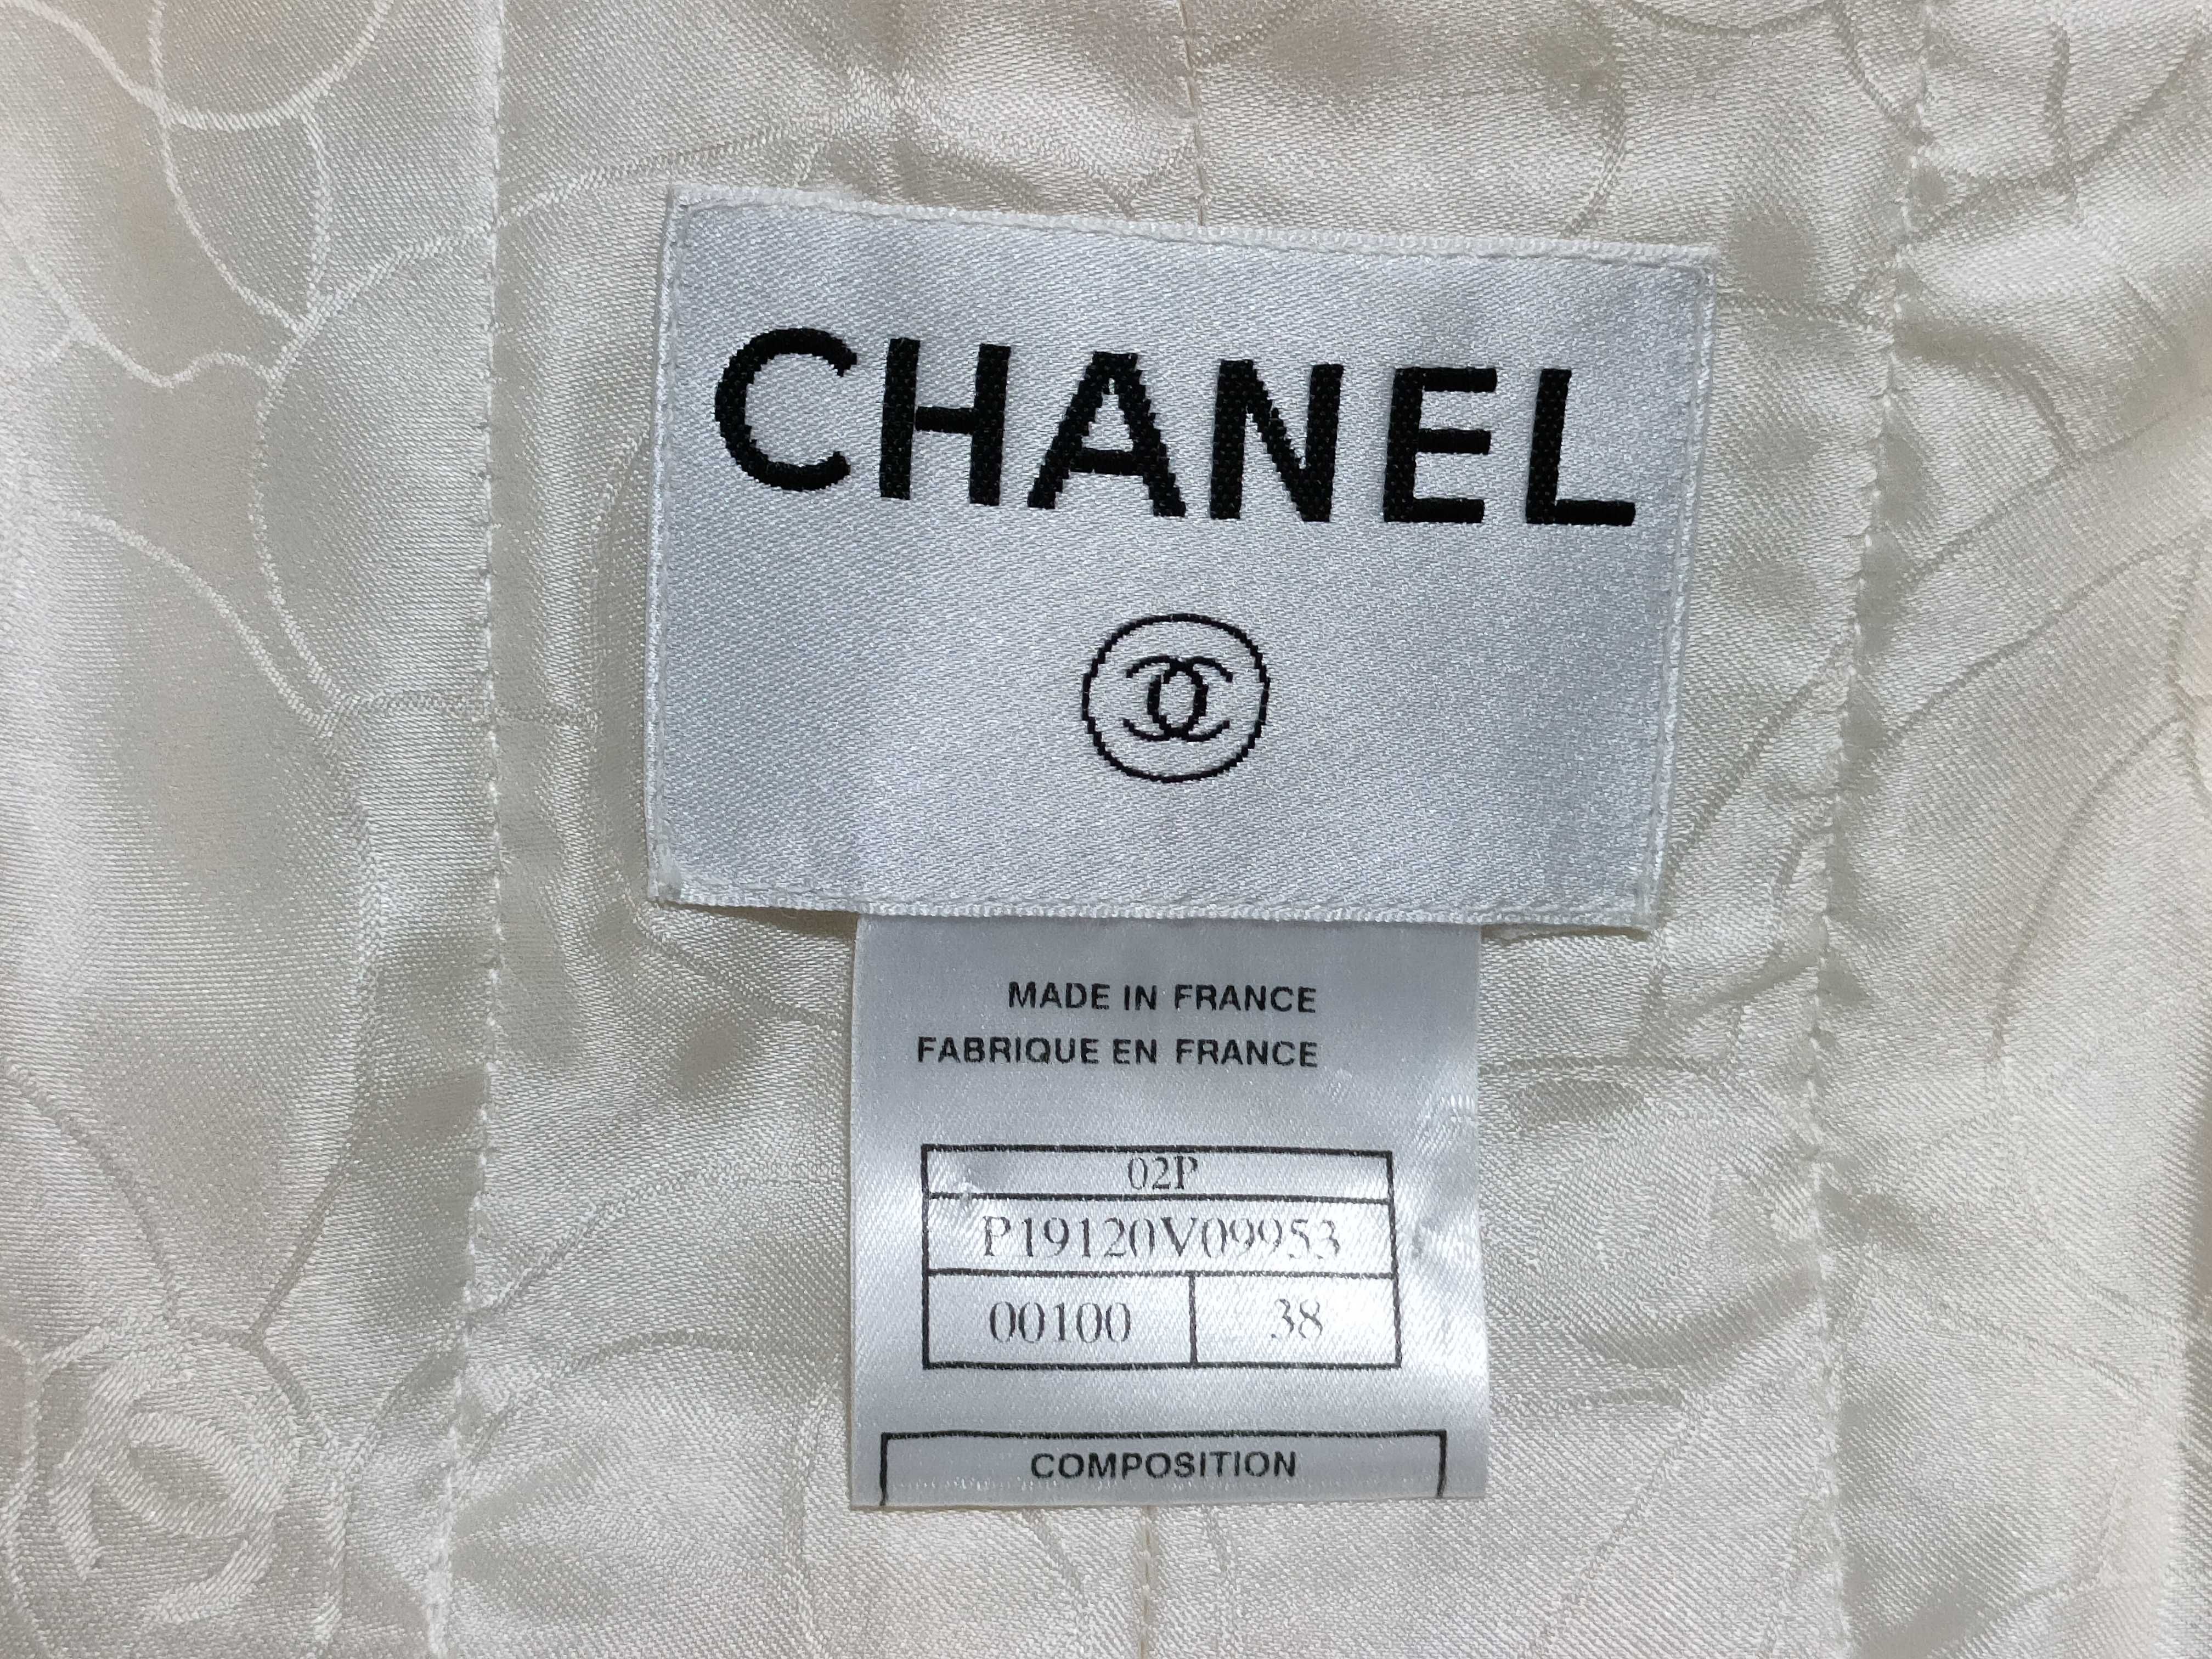 CHANEL
MADE IN FRANCE
FABRIQUE EN FRANCE
02P
P19120V09953
00100 38
COMPOSITION